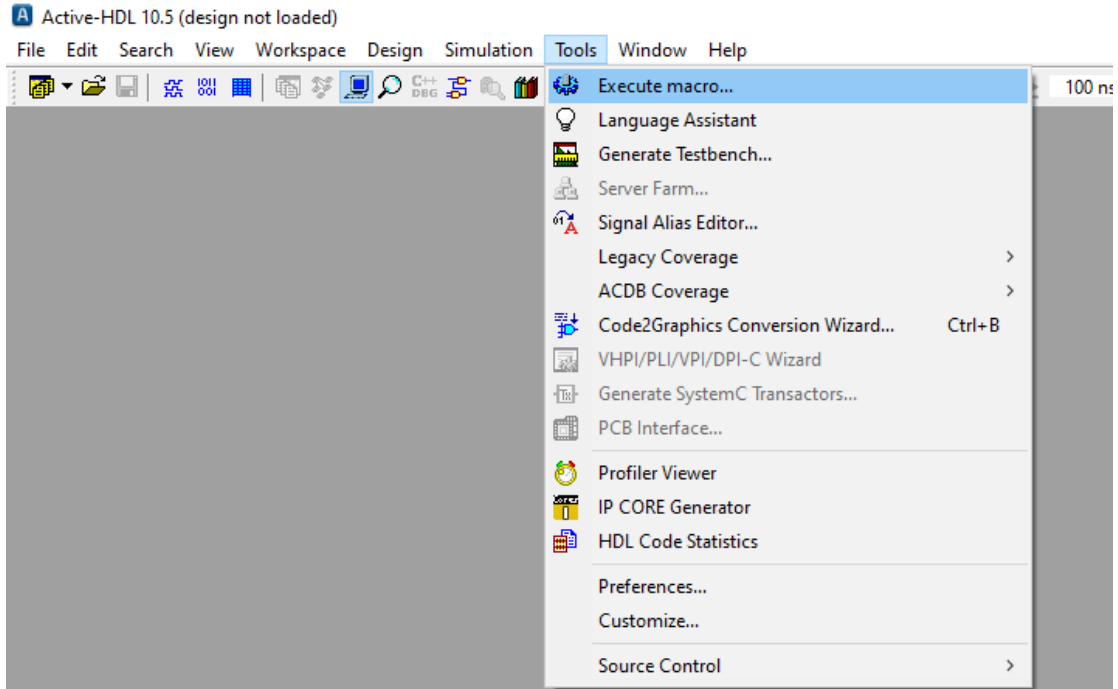 Active-HDL 10.5 (design not loaded)
File Edit Search View Workspace Design Simulation Tools Window Help
C++ DBG
100 ns
Execute macro...
Language Assistant
Generate Testbench...
Server Farm...
Signal Alias Editor...
Legacy Coverage
ACDB Coverage
Code2Graphics Conversion Wizard... Ctrl+B
VHPI/PLI/VPI/DPI-C Wizard
Generate SystemC Transactors...
PCB Interface...
Profiler Viewer
IP CORE Generator
HDL Code Statistics
Preferences...
Customize...
Source Control